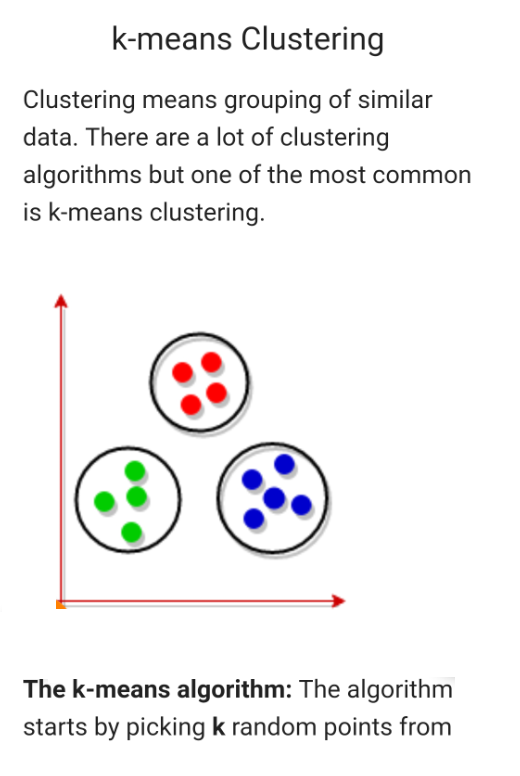 k-means Clustering
Clustering means grouping of similar
data. There are a lot of clustering
algorithms but one of the most common
is k-means clustering.
The k-means algorithm: The algorithm
starts by picking k random points from